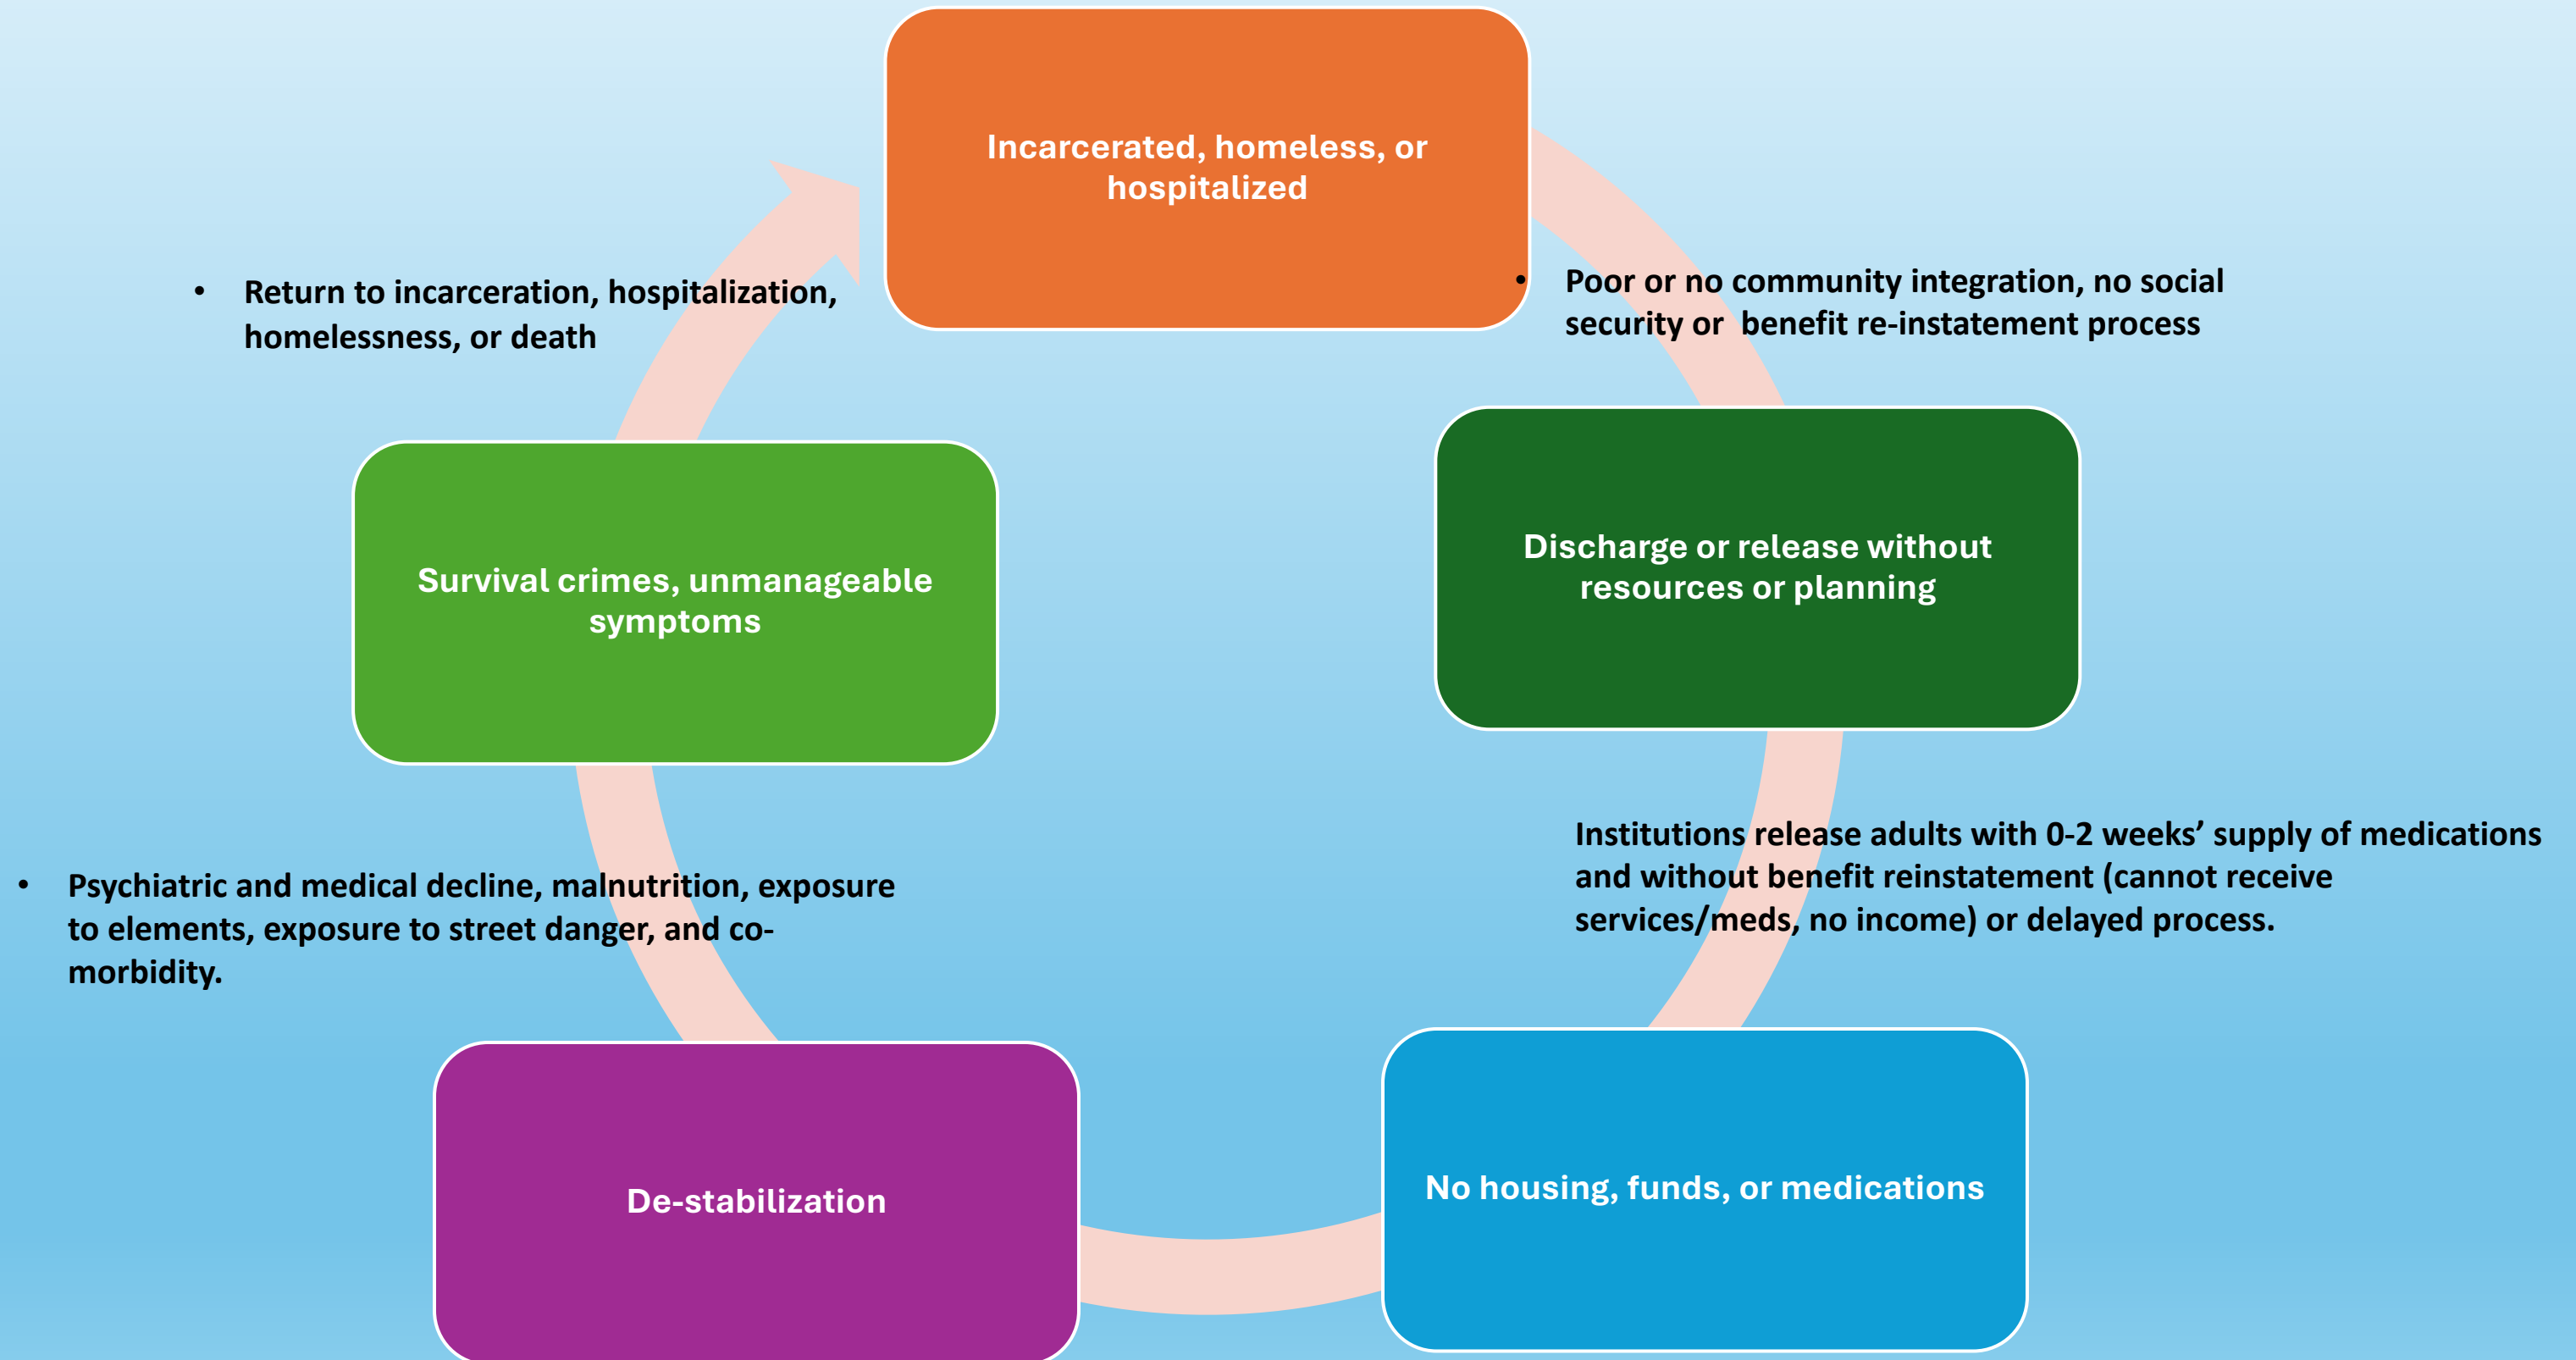 Incarcerated, homeless, or
hospitalized
• Poor or no community integration, no social
security or  benefit re-instatement process
Discharge or release without
resources or planning
Institutions release adults with 0-2 weeks’ supply of medications
and without benefit reinstatement (cannot receive
services/meds, no income) or delayed process.
No housing, funds, or medications
De-stabilization
• Psychiatric and medical decline, malnutrition, exposure
to elements, exposure to street danger, and co-
morbidity.
Survival crimes, unmanageable
symptoms
• Return to incarceration, hospitalization,
homelessness, or death